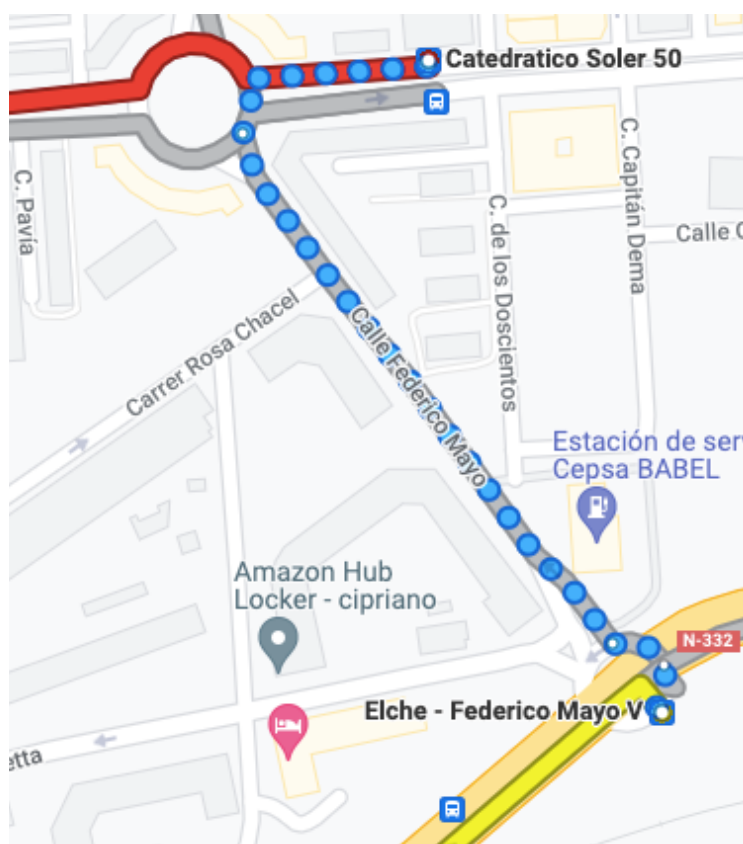 Catedratico Soler 50
C. Pavía
C. de los Doscientos
C. Capitán Dema
Calle C
Carrer Rosa Chacel
Calle Federico Mayo
Estación de ser
Cepsa BABEL
Amazon Hub
Locker - cipriano
N-332
Elche - Federico Mayo V
etta